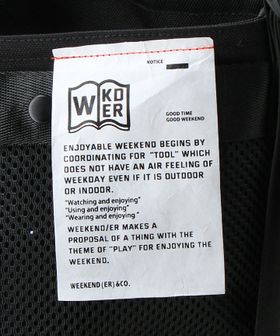 NOTICE
W KD
ER
GOOD TIME
GOOD WEEKEND
ENJOYABLE WEEKEND BEGINS BY
COORDINATING FOR "TOOL" WHICH
DOES NOT HAVE AN AIR FEELING OF
WEEKDAY EVEN IF IT IS OUTDOOR
OR INDOOR.
"Watching and enjoying"
"Using and enjoying"
"Wearing and enjoying"
WEEKEND/ER MAKES A
PROPOSAL OF A THING WITH THE
THEME OF "PLAY" FOR ENJOYING THE
WEEKEND.
WEEKEND(ER) &CO.